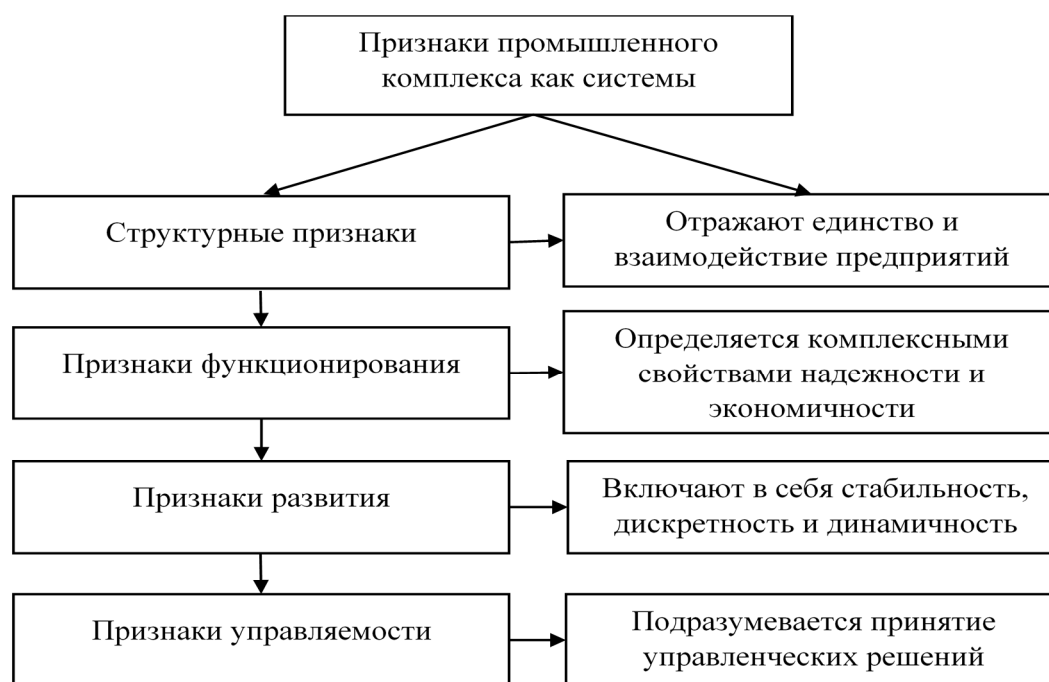 Признаки промышленного
комплекса как системы
Структурные признаки
Отражают единство и
взаимодействие предприятий
Признаки функционирования
Определяется комплексными
свойствами надежности и
экономичности
Признаки развития
Включают в себя стабильность,
дискретность и динамичность
Признаки управляемости
Подразумевается принятие
управленческих решений